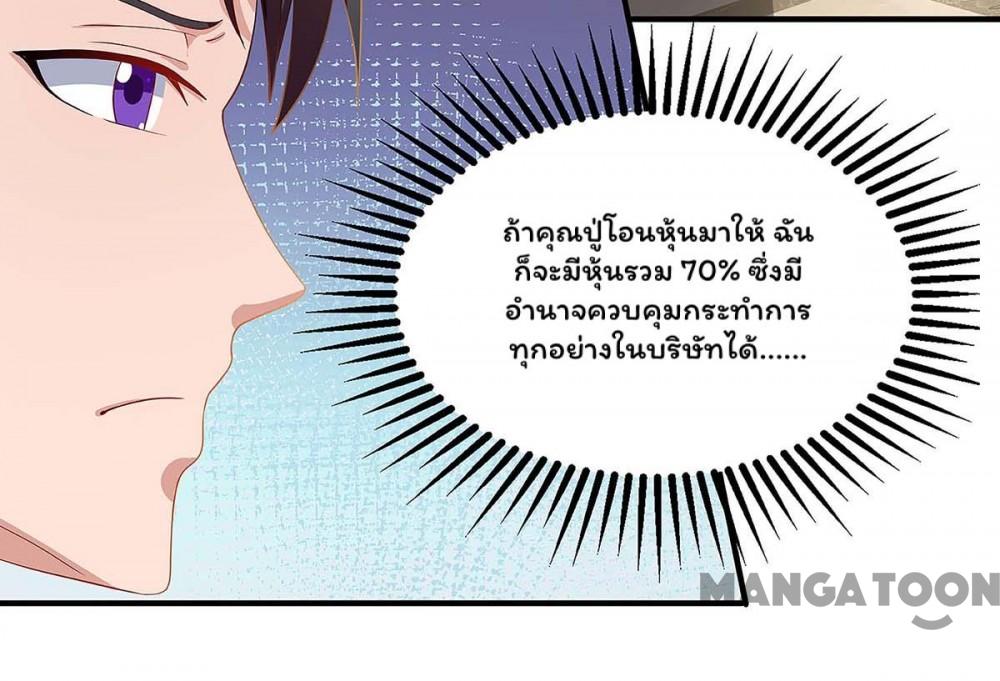 ถ้าคุณปู่โอนหุ้นมาให้ ฉัน
ก็จะมีหุ้นรวม 70% ซึ่งมี
อำนาจควบคุมกระทำการ
ทุกอย่างในบริษัทได้......
MANGATOON